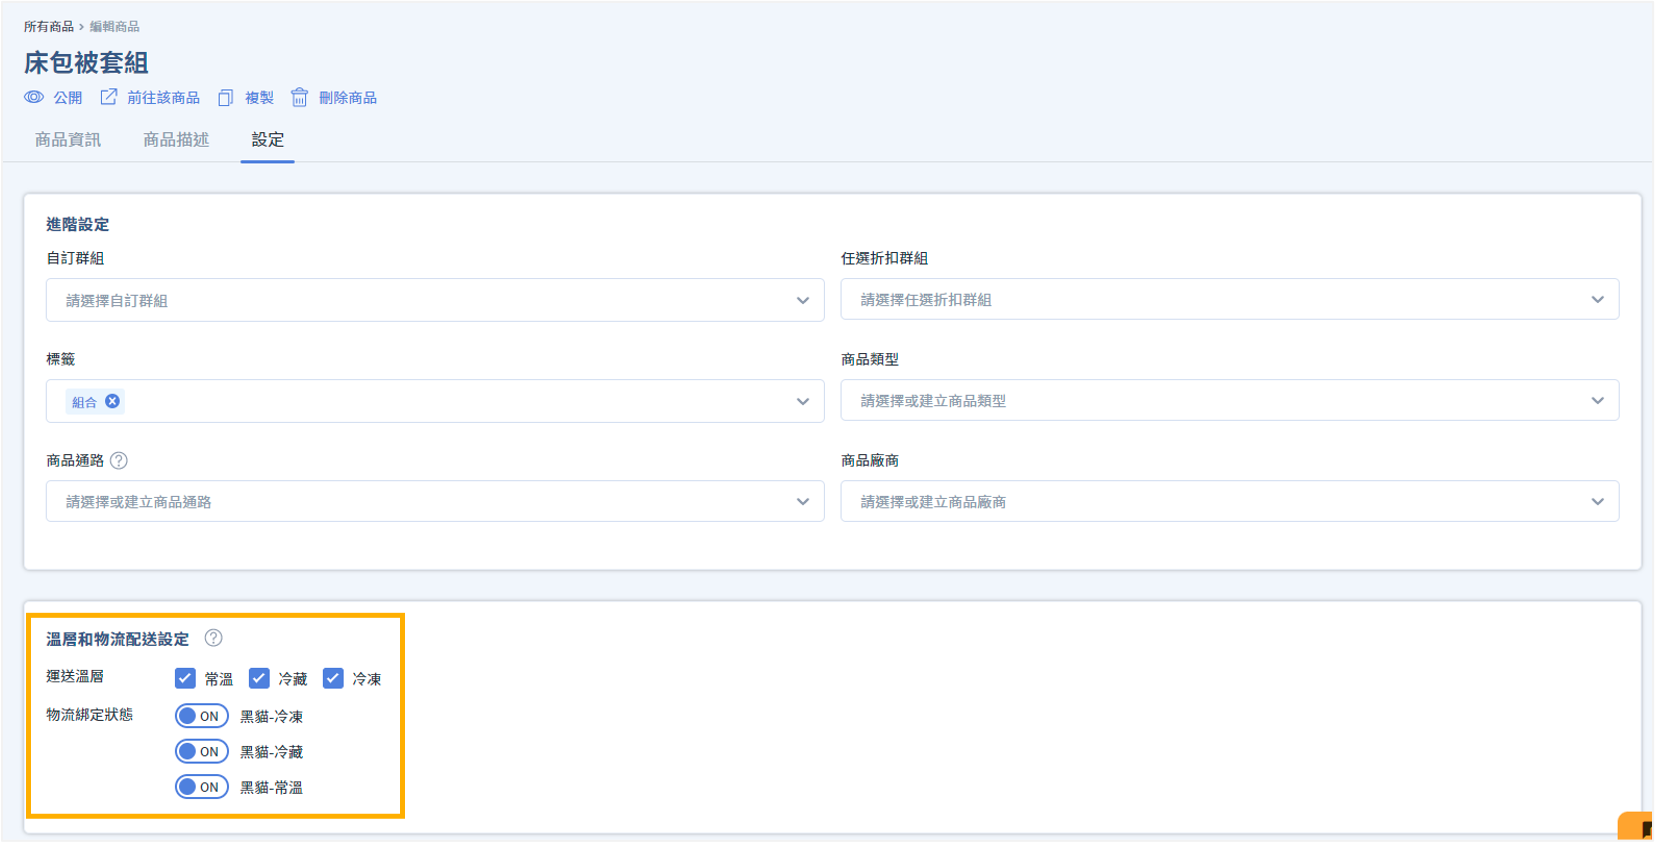 所有商品 › 編輯商品
床包被套組
公開 前往該商品 複製 刪除商品
商品資訊 商品描述 設定
進階設定
自訂群組 任選折扣群組
請選擇自訂群組 請選擇任選折扣群組
標籤 商品類型
組合 請選擇或建立商品類型
商品通路 ? 商品廠商
請選擇或建立商品通路 請選擇或建立商品廠商
溫層和物流配送設定 ?
運送溫層 常溫 冷藏 冷凍
物流綁定狀態 ON 黑貓-冷凍
ON 黑貓-冷藏
ON 黑貓-常溫